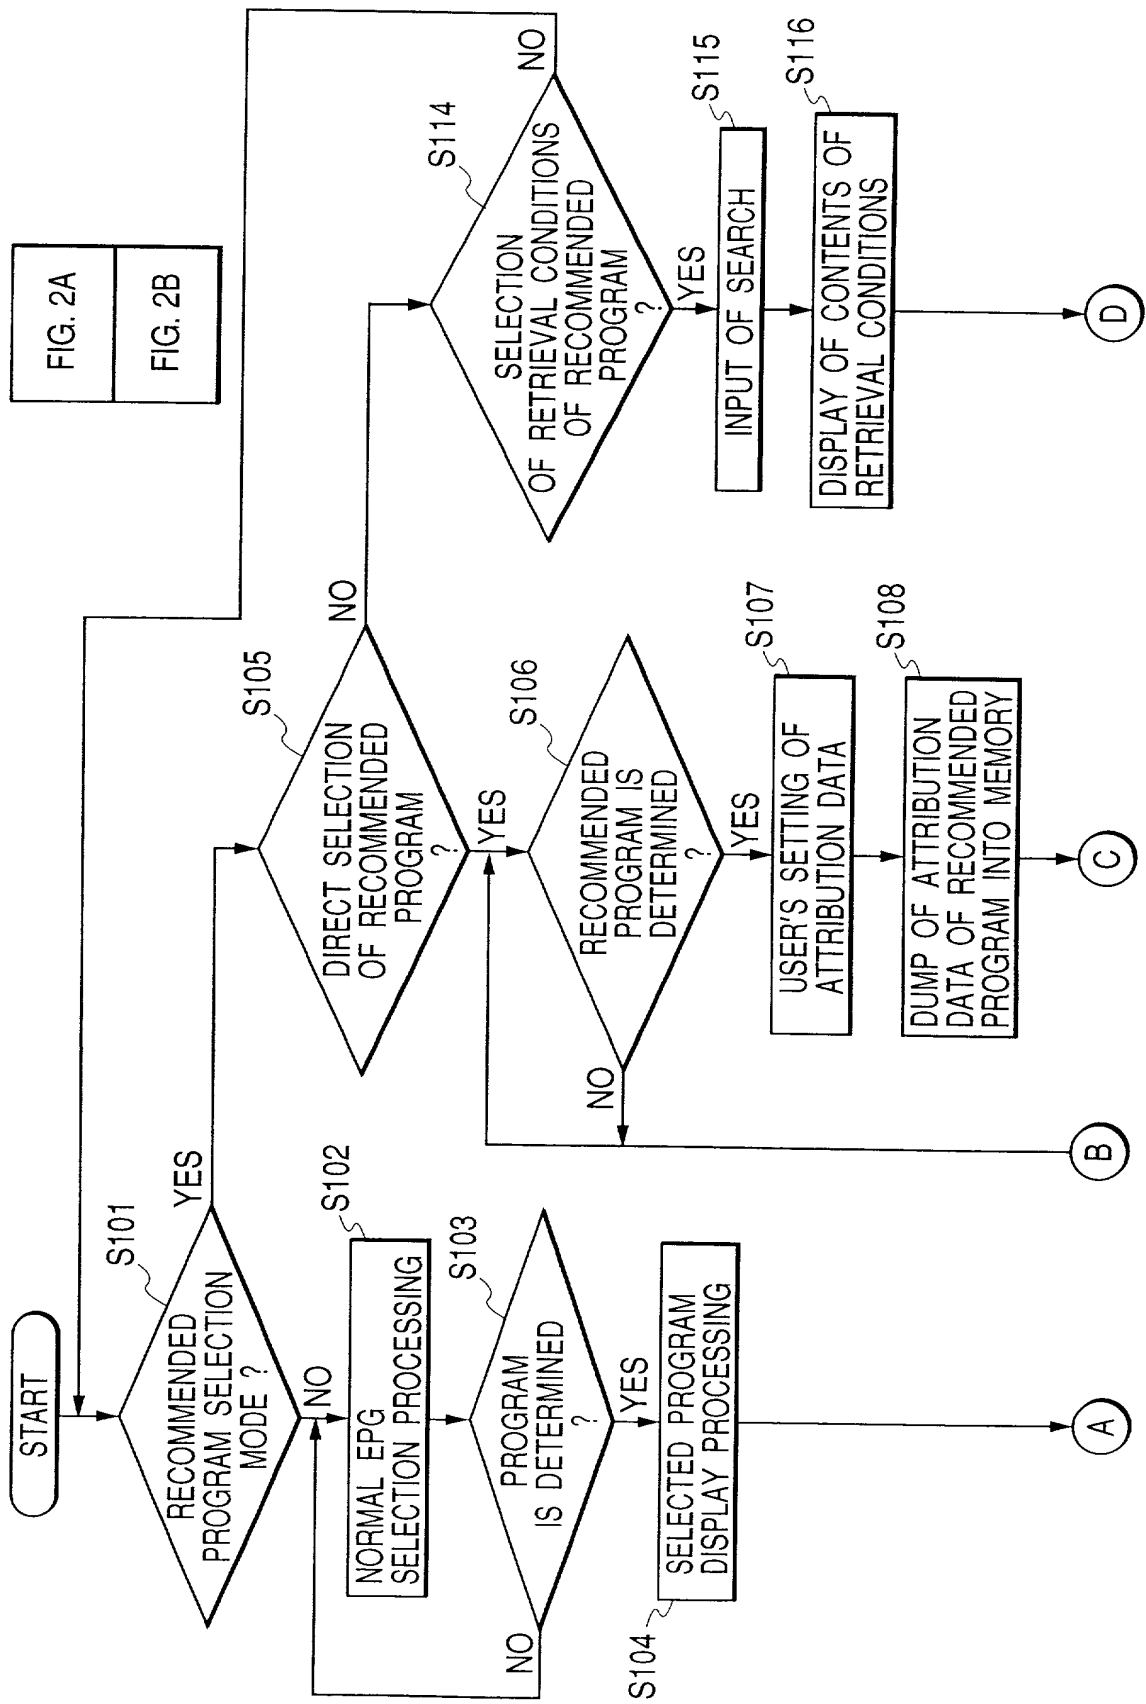 FIG. 2A
FIG. 2B
START
S101
RECOMMENDED
PROGRAM SELECTION
MODE ?
YES
NO
S102
NORMAL EPG
SELECTION PROCESSING
S103
PROGRAM
IS DETERMINED
?
NO
YES
S104
SELECTED PROGRAM
DISPLAY PROCESSING
A
S105
DIRECT SELECTION
OF RECOMMENDED
PROGRAM
?
NO
YES
S106
RECOMMENDED
PROGRAM IS
DETERMINED
?
NO
YES
S107
USER'S SETTING OF
ATTRIBUTION DATA
S108
DUMP OF ATTRIBUTION
DATA OF RECOMMENDED
PROGRAM INTO MEMORY
B
C
S114
SELECTION
OF RETRIEVAL CONDITIONS
OF RECOMMENDED
PROGRAM
?
NO
YES
S115
INPUT OF SEARCH
S116
DISPLAY OF CONTENTS OF
RETRIEVAL CONDITIONS
D